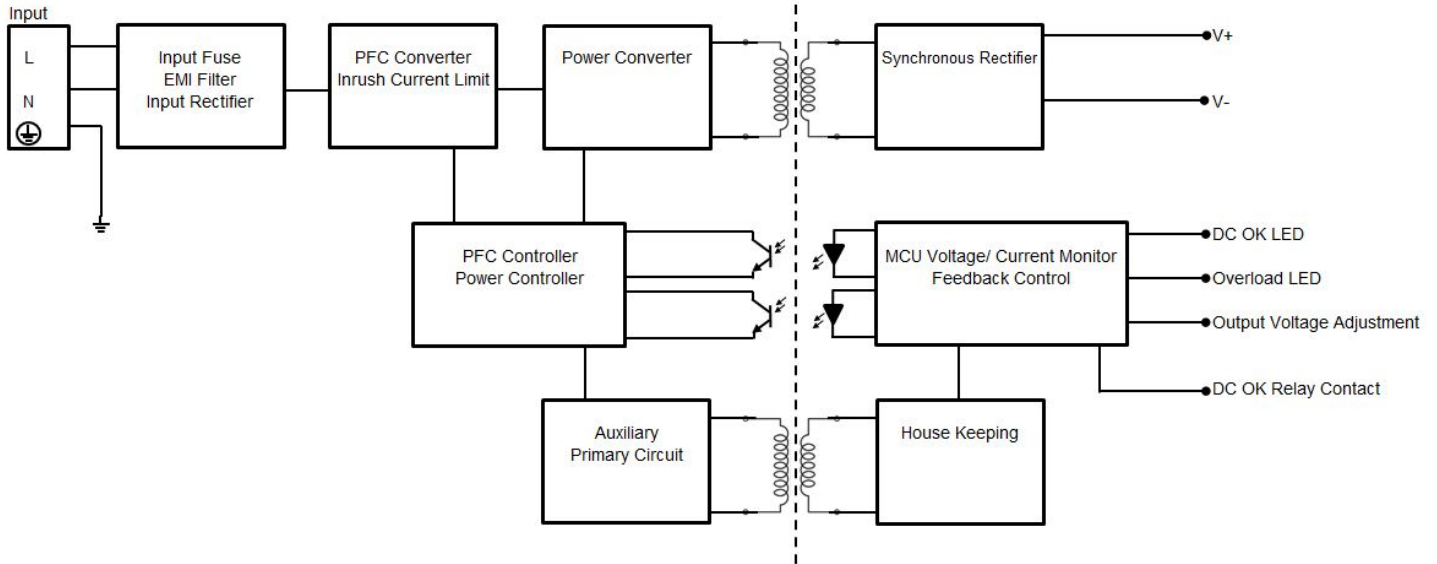 Input
L
N
Input Fuse
EMI Filter
Input Rectifier
PFC Converter
Inrush Current Limit
Power Converter
Synchronous Rectifier
V+
V-
PFC Controller
Power Controller
MCU Voltage/ Current Monitor
Feedback Control
DC OK LED
Overload LED
Output Voltage Adjustment
DC OK Relay Contact
Auxiliary
Primary Circuit
House Keeping